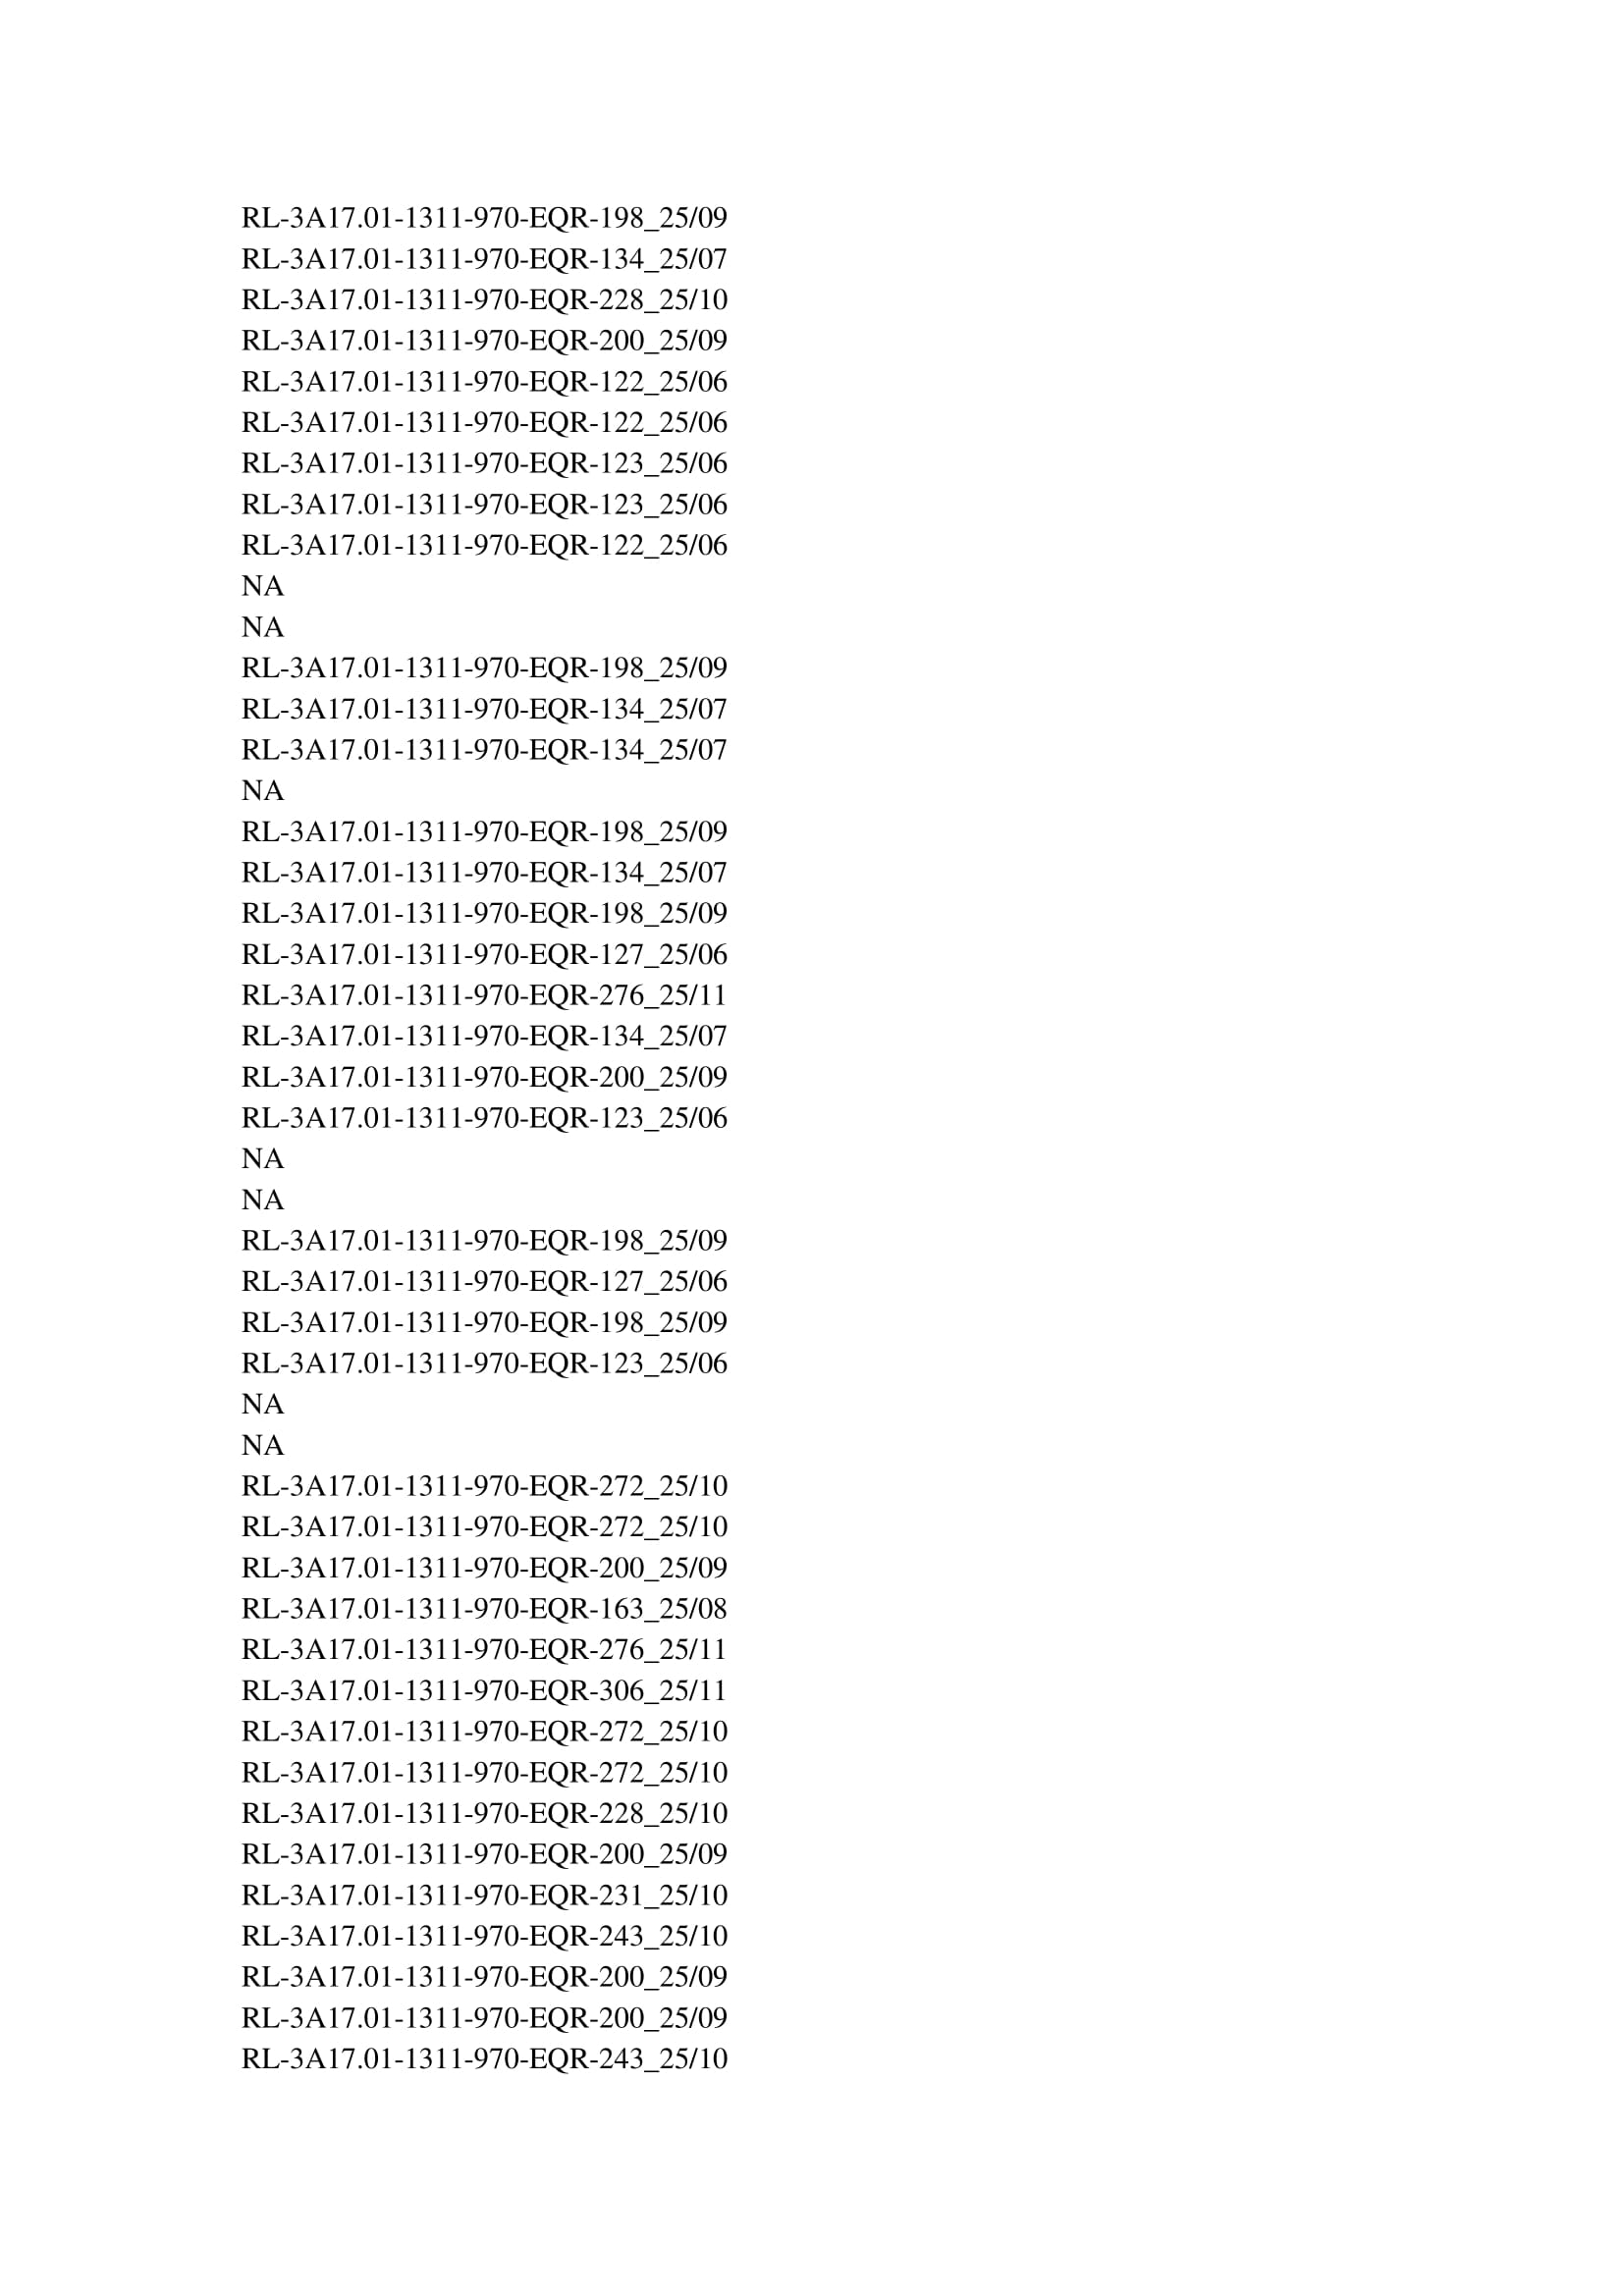 RL-3A17.01-1311-970-EQR-198_25/09
RL-3A17.01-1311-970-EQR-134_25/07
RL-3A17.01-1311-970-EQR-228_25/10
RL-3A17.01-1311-970-EQR-200_25/09
RL-3A17.01-1311-970-EQR-122_25/06
RL-3A17.01-1311-970-EQR-122_25/06
RL-3A17.01-1311-970-EQR-123_25/06
RL-3A17.01-1311-970-EQR-123_25/06
RL-3A17.01-1311-970-EQR-122_25/06
NA
NA
RL-3A17.01-1311-970-EQR-198_25/09
RL-3A17.01-1311-970-EQR-134_25/07
RL-3A17.01-1311-970-EQR-134_25/07
NA
RL-3A17.01-1311-970-EQR-198_25/09
RL-3A17.01-1311-970-EQR-134_25/07
RL-3A17.01-1311-970-EQR-198_25/09
RL-3A17.01-1311-970-EQR-127_25/06
RL-3A17.01-1311-970-EQR-276_25/11
RL-3A17.01-1311-970-EQR-134_25/07
RL-3A17.01-1311-970-EQR-200_25/09
RL-3A17.01-1311-970-EQR-123_25/06
NA
NA
RL-3A17.01-1311-970-EQR-198_25/09
RL-3A17.01-1311-970-EQR-127_25/06
RL-3A17.01-1311-970-EQR-198_25/09
RL-3A17.01-1311-970-EQR-123_25/06
NA
NA
RL-3A17.01-1311-970-EQR-272_25/10
RL-3A17.01-1311-970-EQR-272_25/10
RL-3A17.01-1311-970-EQR-200_25/09
RL-3A17.01-1311-970-EQR-163_25/08
RL-3A17.01-1311-970-EQR-276_25/11
RL-3A17.01-1311-970-EQR-306_25/11
RL-3A17.01-1311-970-EQR-272_25/10
RL-3A17.01-1311-970-EQR-272_25/10
RL-3A17.01-1311-970-EQR-228_25/10
RL-3A17.01-1311-970-EQR-200_25/09
RL-3A17.01-1311-970-EQR-231_25/10
RL-3A17.01-1311-970-EQR-243_25/10
RL-3A17.01-1311-970-EQR-200_25/09
RL-3A17.01-1311-970-EQR-200_25/09
RL-3A17.01-1311-970-EQR-243_25/10